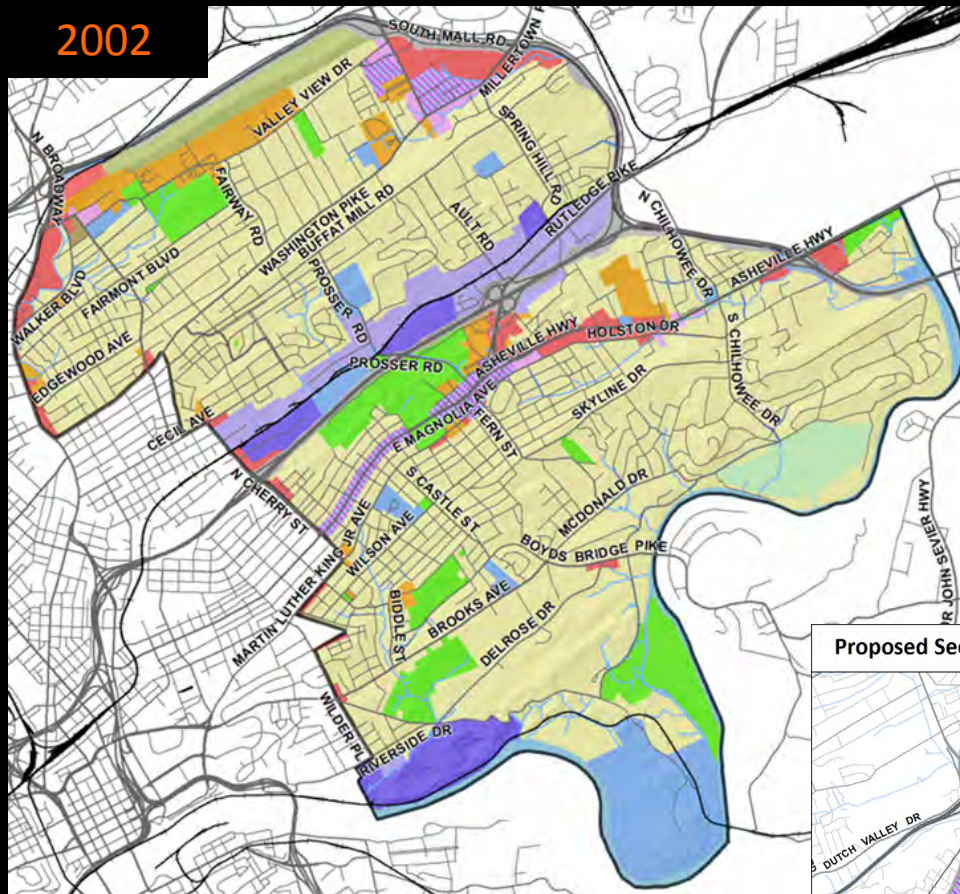 2002
SOUTH MALL RD
MILLERTOWN P
VALLEY VIEW DR
N BROADWAY
SPRING HILL RD
FAIRWAY RD
RUTLEDGE PIKE
WASHINGTON PIKE
BUFFAT MILL RD
AULT RD
N CHILHOWEE DR
ASHEVILLE HWY
WALKER BLVD
FAIRMONT BLVD
PROSSER RD
EDGEWOOD AVE
ASHEVILLE HWY
HOLSTON DR
PROSSER RD
S CHILHOWEE DR
SKYLINE DR
E MAGNOLIA AVE
FERN ST
CECIL AVE
N CHERRY ST
S CASTLE ST
MCDONALD DR
MARTIN LUTHER KING JR AVE
WILSON AVE
BOYDS BRIDGE PIKE
OR JOHN SEVIER HWY
BIDDLE ST
BROOKS AVE
DELROSE DR
WILDER PL
RIVERSIDE DR
Proposed Sec
DUTCH VALLEY DR